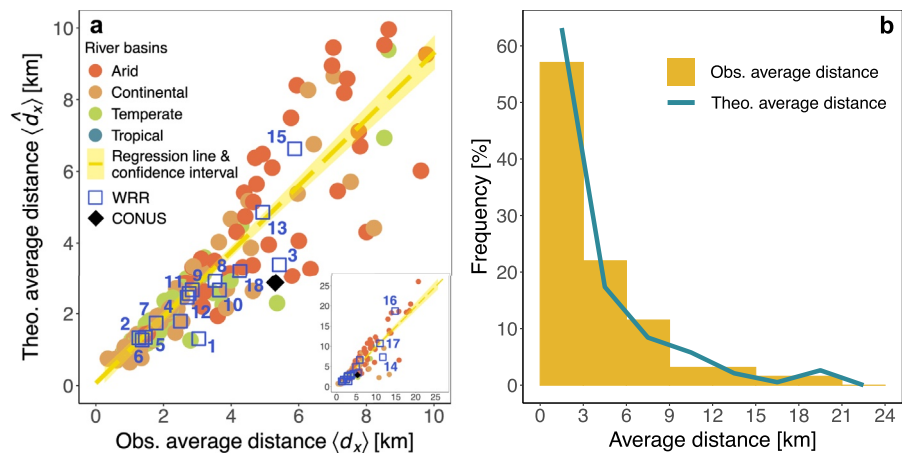 a
River basins
Arid
Continental
Temperate
Tropical
Regression line &
confidence interval
WRR
CONUS
Theo. average distance ⟨d̂ₓ⟩ [km]
10
8
6
4
2
0
0 2 4 6 8 10
Obs. average distance ⟨dₓ⟩ [km]
15
13
3
8
9
11
18
10
12
4
7
2
5
6
1
25
20
15
10
5
0
0 5 10 15 20 25
16
17
14
b
Obs. average distance
Theo. average distance
Frequency [%]
60
50
40
30
20
10
0
0 3 6 9 12 15 18 21 24
Average distance [km]